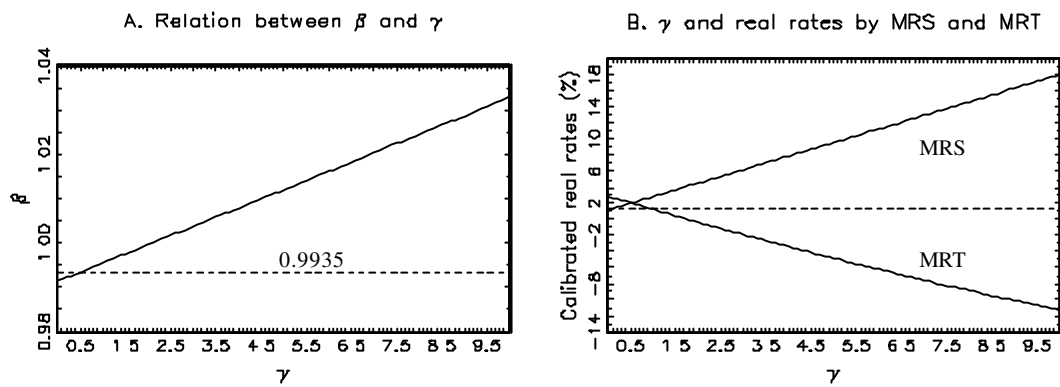 A. Relation between β and γ
1.04
1.02
1.00
0.98
β
0.9935
0.5 1 5 2.5 3.5 4 5 5.5 6 5 7.5 8 5 9.5
γ
B. γ and real rates by MRS and MRT
18
14
10
6
2
-2
-8
-14
Calibrated real rates (%)
MRS
MRT
0.5 1 5 2.5 3.5 4 5 5.5 6 5 7.5 8 5 9.5
γ